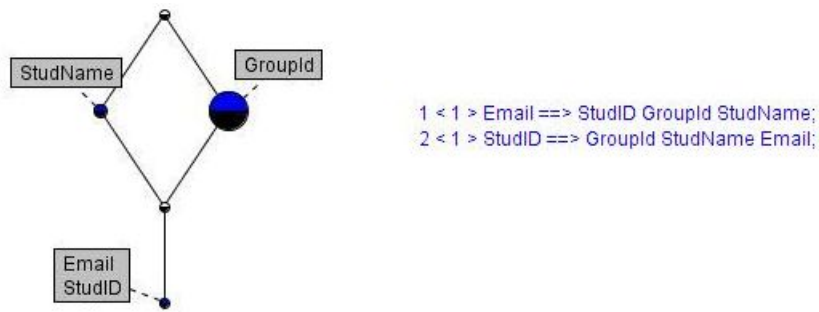 StudName
GroupId
Email
StudID
1 < 1 > Email ==> StudID GroupId StudName;
2 < 1 > StudID ==> GroupId StudName Email;